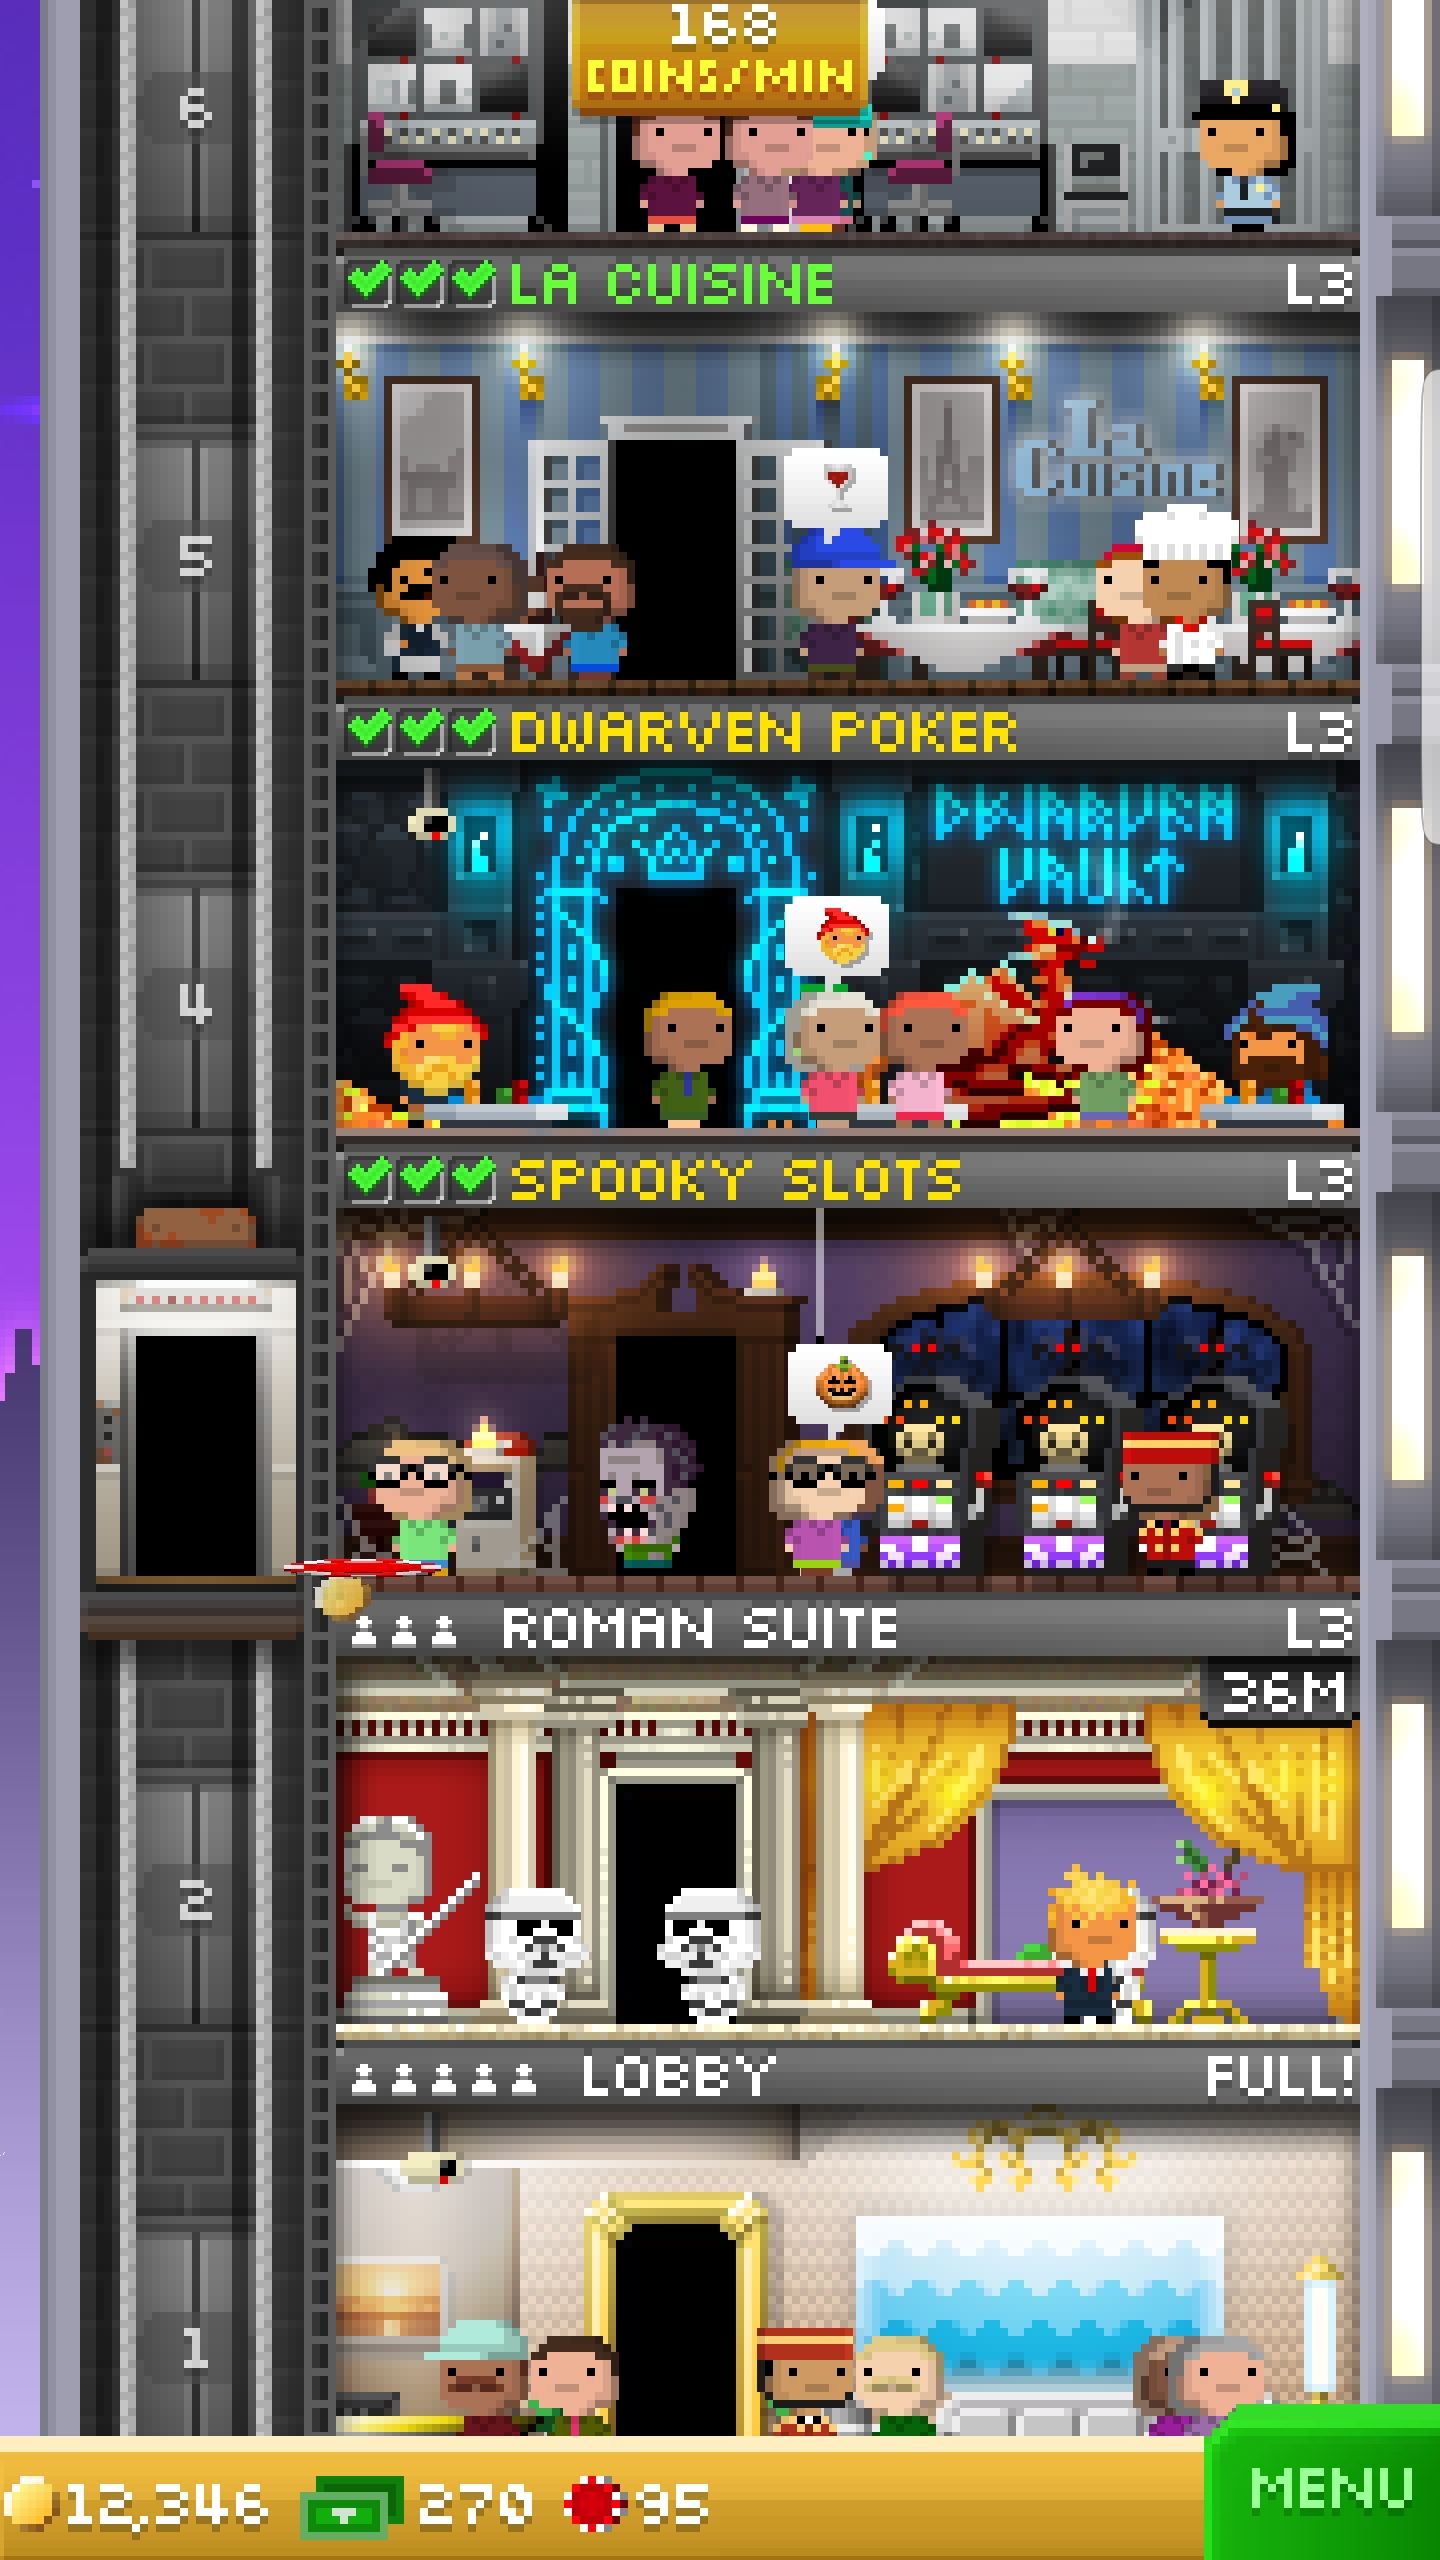 168
COINS/MIN
6
LA CUISINE L3
La
Cuisine
5
DWARVEN POKER L3
DWARVEN
VAULT
4
SPOOKY SLOTS L3
ROMAN SUITE L3
36M
2
LOBBY FULL!
1
12,346 270 95
MENU